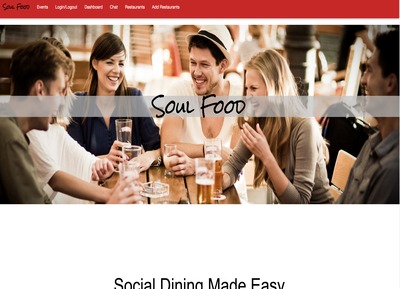 Soul Food Events Login/Logout Dashboard Chat Restaurants Add Restaurants
Soul Food
Social Dining Made Easy